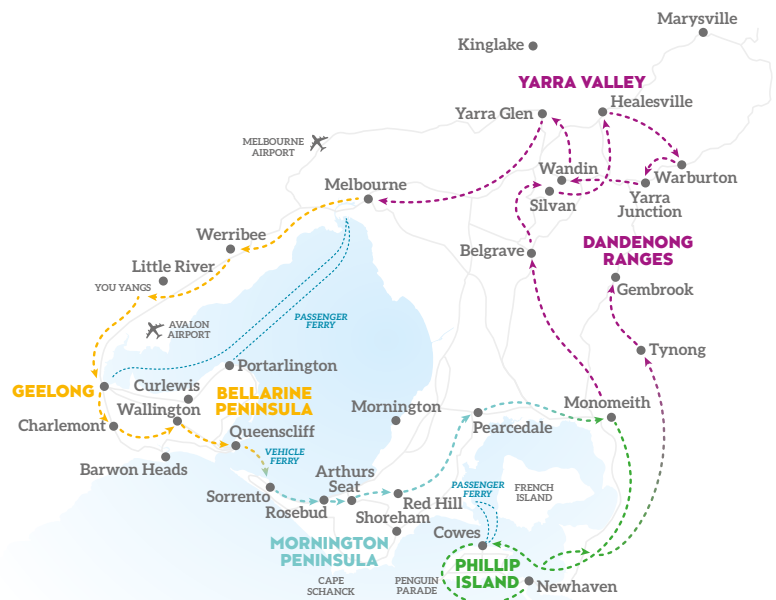 Marysville
Kinglake
YARRA VALLEY
Healesville
Yarra Glen
MELBOURNE
AIRPORT
Wandin
Warburton
Melbourne
Silvan
Yarra
Junction
Werribee
Belgrave
DANDENONG
RANGES
Little River
Gembrook
YOU YANGS
PASSENGER
FERRY
AVALON
AIRPORT
Tynong
Portarlington
GEELONG
Curlewis
BELLARINE
PENINSULA
Wallington
Mornington
Monomeith
Charlemont
Pearcedale
Queenscliff
VEHICLE
FERRY
Barwon Heads
Arthurs
Seat
PASSENGER
FERRY
FRENCH
ISLAND
Sorrento
Rosebud
Red Hill
Shoreham
Cowes
MORNINGTON
PENINSULA
PHILLIP
ISLAND
CAPE
SCHANCK
PENGUIN
PARADE
Newhaven